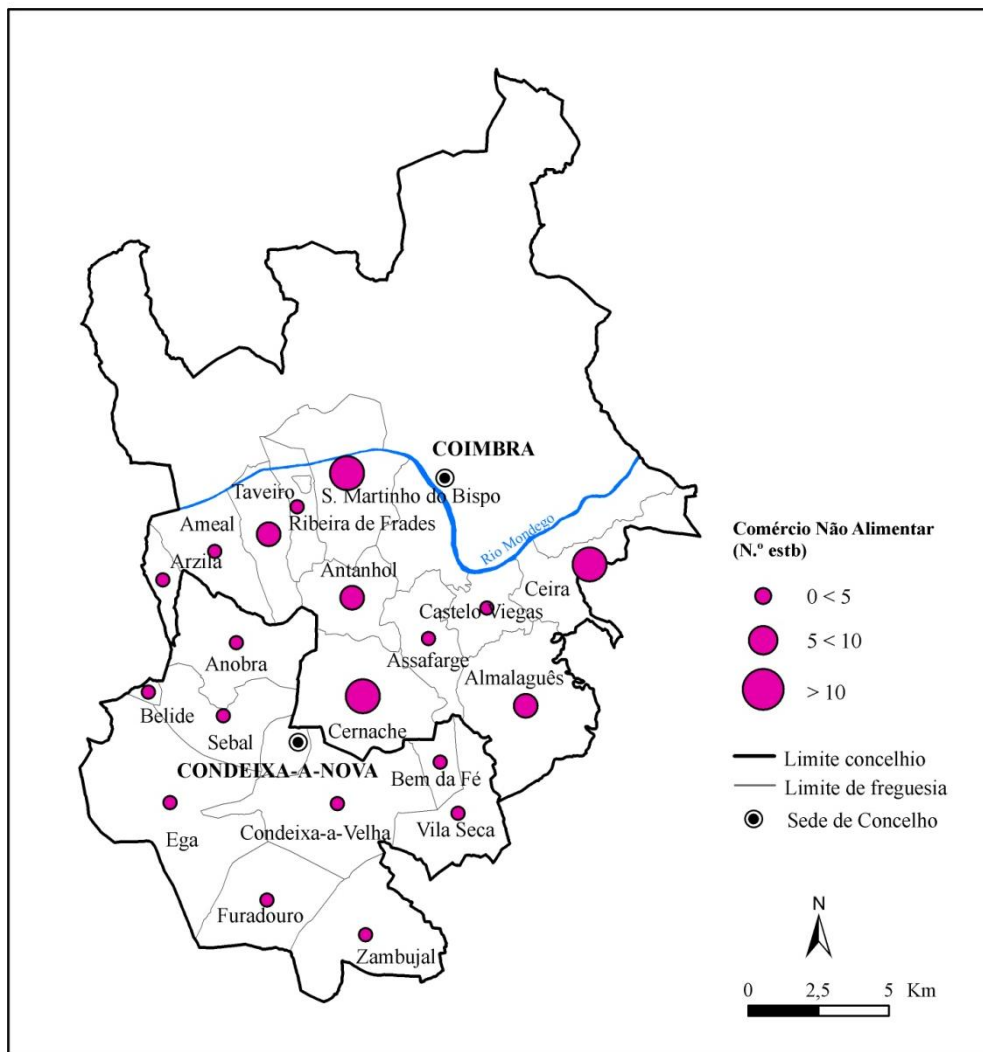 COIMBRA
S. Martinho do Bispo
Taveiro
Ribeira de Frades
Ameal
Arzila
Rio Mondego
Antanhol
Ceira
Castelo Viegas
Assafarge
Anobra
Almalaguês
Belide
Sebal
Cernache
CONDEIXA-A-NOVA
Bem da Fé
Ega
Condeixa-a-Velha
Vila Seca
Furadouro
Zambujal
Comércio Não Alimentar
(N.º estb)
0 < 5
5 < 10
> 10
Limite concelhio
Limite de freguesia
Sede de Concelho
N
0 2,5 5 Km